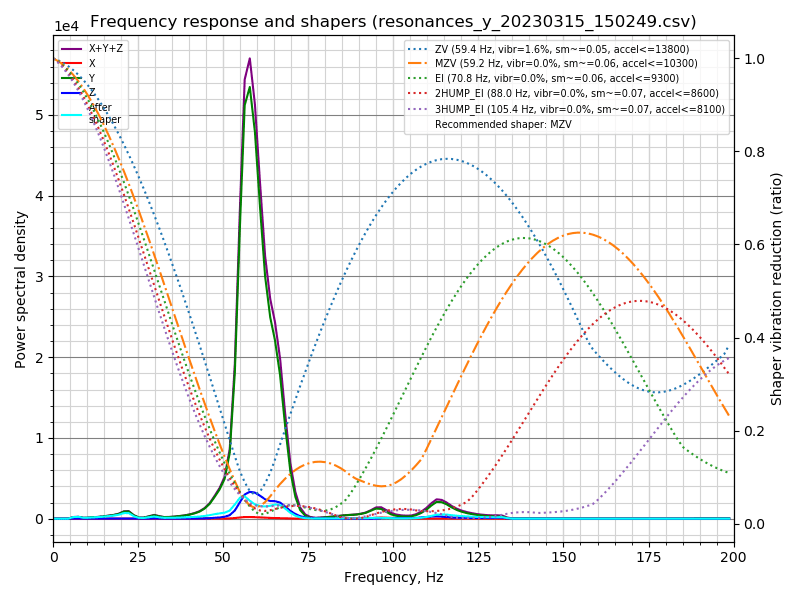 Frequency response and shapers (resonances_y_20230315_150249.csv)
1e4
X+Y+Z
X
Y
Z
After
shaper
ZV (59.4 Hz, vibr=1.6%, sm~=0.05, accel<=13800)
MZV (59.2 Hz, vibr=0.0%, sm~=0.06, accel<=10300)
EI (70.8 Hz, vibr=0.0%, sm~=0.06, accel<=9300)
2HUMP_EI (88.0 Hz, vibr=0.0%, sm~=0.07, accel<=8600)
3HUMP_EI (105.4 Hz, vibr=0.0%, sm~=0.07, accel<=8100)
Recommended shaper: MZV
Power spectral density
5
4
3
2
1
0
Shaper vibration reduction (ratio)
1.0
0.8
0.6
0.4
0.2
0.0
0 25 50 75 100 125 150 175 200
Frequency, Hz